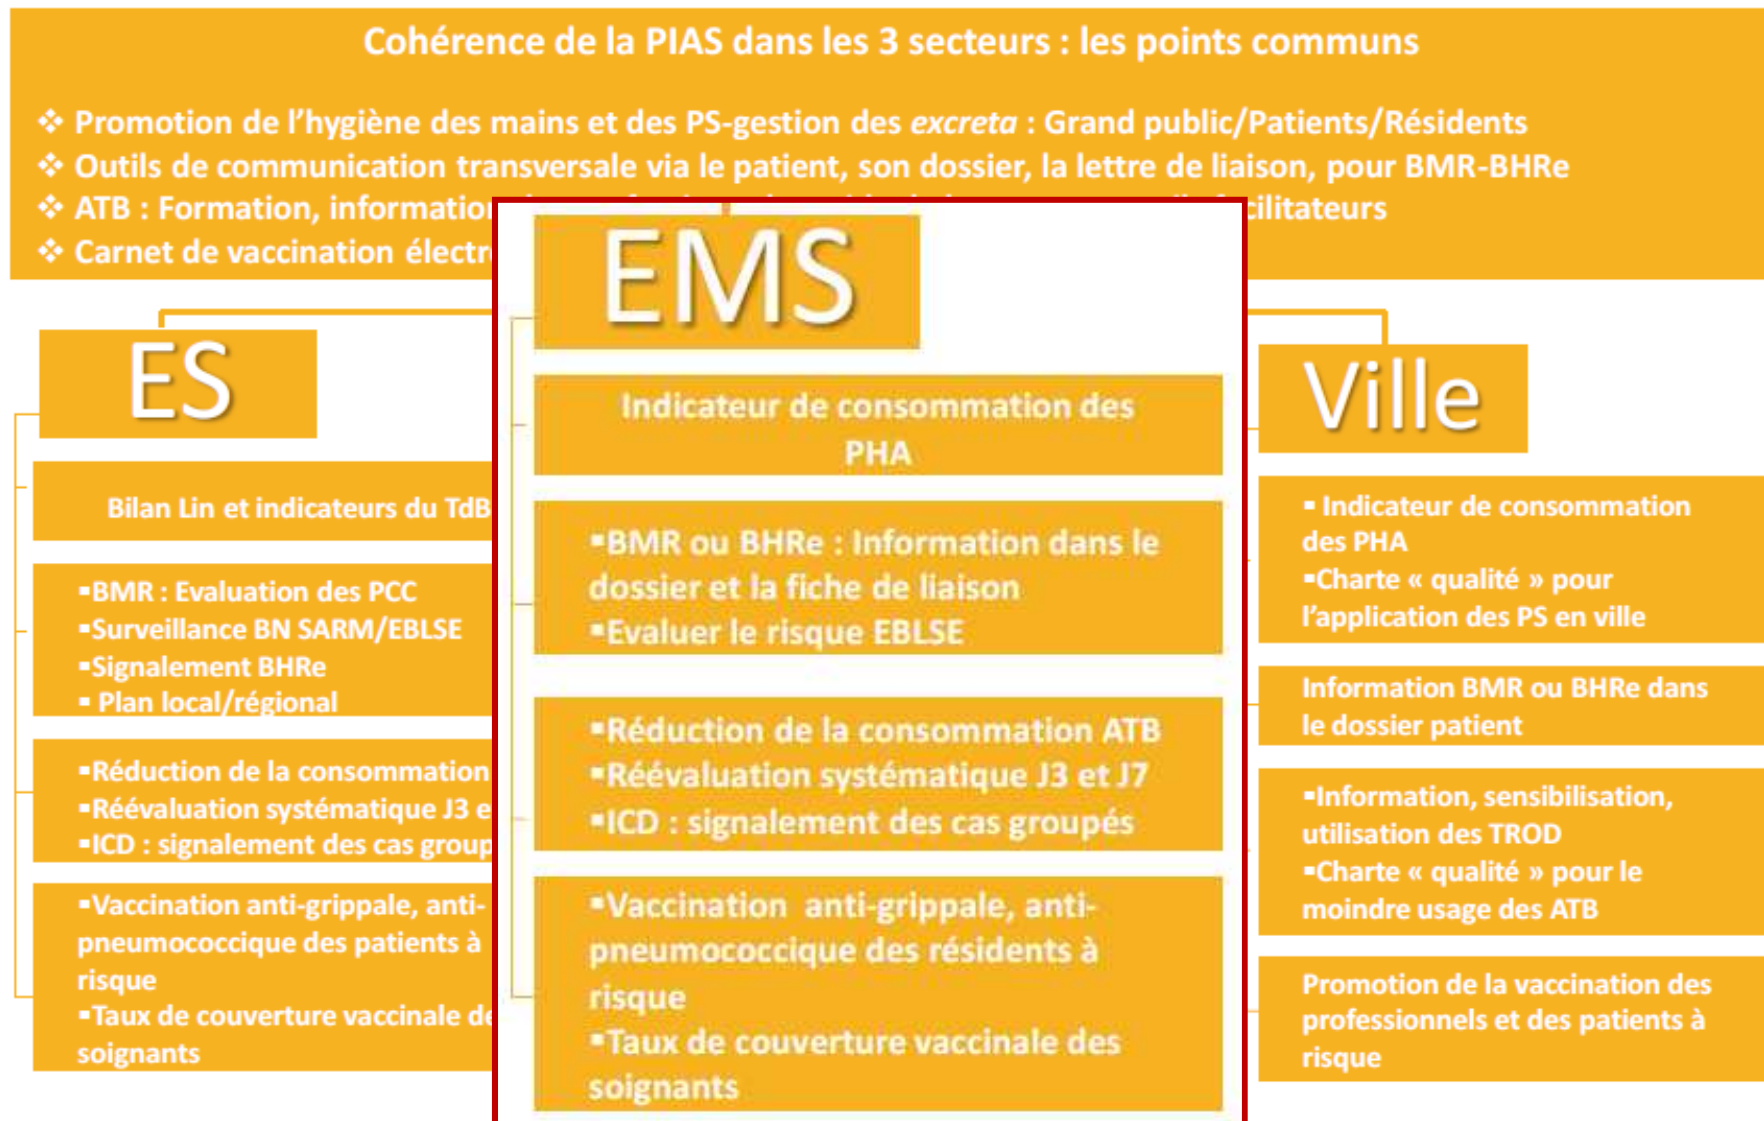 Cohérence de la PIAS dans les 3 secteurs : les points communs
❖ Promotion de l'hygiène des mains et des PS-gestion des excreta : Grand public/Patients/Résidents
❖ Outils de communication transversale via le patient, son dossier, la lettre de liaison, pour BMR-BHRe
❖ ATB : Formation, information
❖ Carnet de vaccination
ES
Bilan Lin et indicateurs du TdB
▪BMR : Evaluation des PCC
▪Surveillance BN SARM/EBLSE
▪Signalement BHRe
▪ Plan local/régional
▪Réduction de la consommation
▪Réévaluation systématique J3 e
▪ICD : signalement des cas group
▪Vaccination anti-grippale, anti-
pneumococcique des patients à
risque
▪Taux de couverture vaccinale de
soignants
EMS
Indicateur de consommation des
PHA
▪BMR ou BHRe : Information dans le
dossier et la fiche de liaison
▪Evaluer le risque EBLSE
▪Réduction de la consommation ATB
▪Réévaluation systématique J3 et J7
▪ICD : signalement des cas groupés
▪Vaccination anti-grippale, anti-
pneumococcique des résidents à
risque
▪Taux de couverture vaccinale des
soignants
Ville
▪ Indicateur de consommation
des PHA
▪Charte « qualité » pour
l'application des PS en ville
Information BMR ou BHRe dans
le dossier patient
▪Information, sensibilisation,
utilisation des TROD
▪Charte « qualité » pour le
moindre usage des ATB
Promotion de la vaccination des
professionnels et des patients à
risque